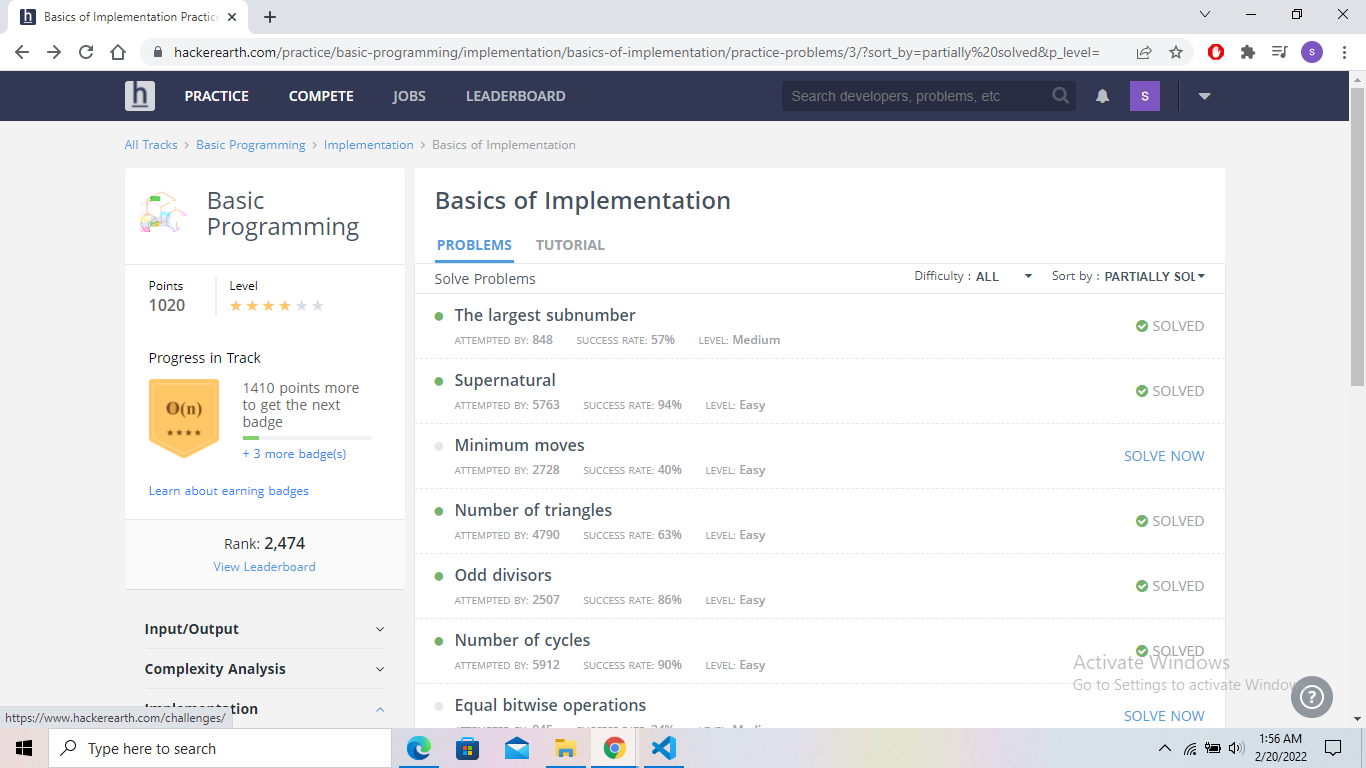 Basics of Implementation Practice
hackerearth.com/practice/basic-programming/implementation/basics-of-implementation/practice-problems/3/?sort_by=partially%20solved&p_level=
S
h PRACTICE COMPETE JOBS LEADERBOARD Search developers, problems, etc S
All Tracks > Basic Programming > Implementation > Basics of Implementation
Basic
Programming
Points Level
1020
Progress in Track
O(n)
1410 points more
to get the next
badge
+ 3 more badge(s)
Learn about earning badges
Rank: 2,474
View Leaderboard
Input/Output
Complexity Analysis
Implementation
Basics of Implementation
PROBLEMS TUTORIAL
Solve Problems Difficulty : ALL Sort by : PARTIALLY SOL
The largest subnumber
ATTEMPTED BY: 848 SUCCESS RATE: 57% LEVEL: Medium
SOLVED
Supernatural
ATTEMPTED BY: 5763 SUCCESS RATE: 94% LEVEL: Easy
SOLVED
Minimum moves
ATTEMPTED BY: 2728 SUCCESS RATE: 40% LEVEL: Easy
SOLVE NOW
Number of triangles
ATTEMPTED BY: 4790 SUCCESS RATE: 63% LEVEL: Easy
SOLVED
Odd divisors
ATTEMPTED BY: 2507 SUCCESS RATE: 86% LEVEL: Easy
SOLVED
Number of cycles
ATTEMPTED BY: 5912 SUCCESS RATE: 90% LEVEL: Easy
SOLVED
Equal bitwise operations
SOLVE NOW
Activate Windows
Go to Settings to activate Windows
?
https://www.hackerearth.com/challenges/
Type here to search
1:56 AM
2/20/2022